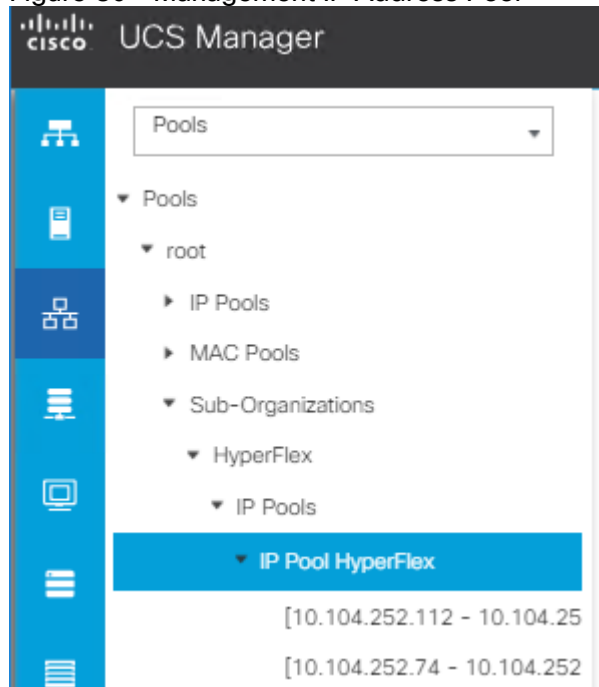 CISCO UCS Manager
Pools
Pools
root
IP Pools
MAC Pools
Sub-Organizations
HyperFlex
IP Pools
IP Pool HyperFlex
[10.104.252.112 - 10.104.25
[10.104.252.74 - 10.104.252